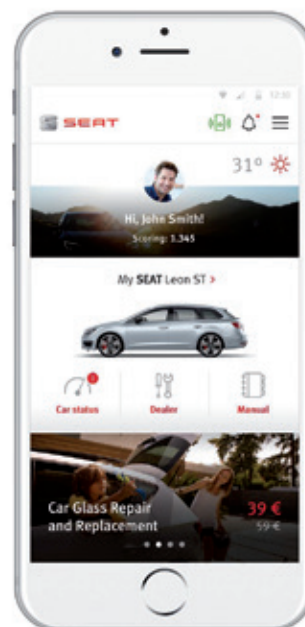 12:30
SEAT
31°
Hi, John Smith!
Scoring: 1.345
My SEAT Leon ST >
Car status
Dealer
Manual
Car Glass Repair
and Replacement
39 €
59 €